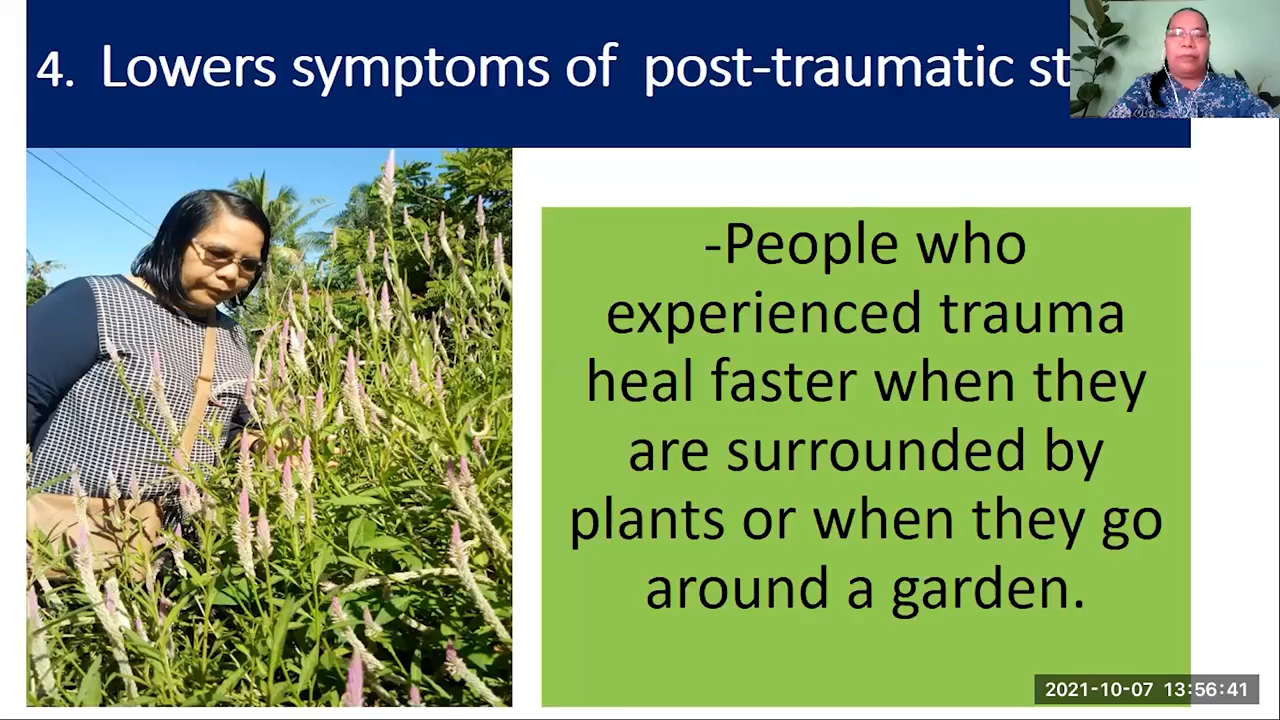 4. Lowers symptoms of post-traumatic
-People who
experienced trauma
heal faster when they
are surrounded by
plants or when they go
around a garden.
2021-10-07 13:56:41